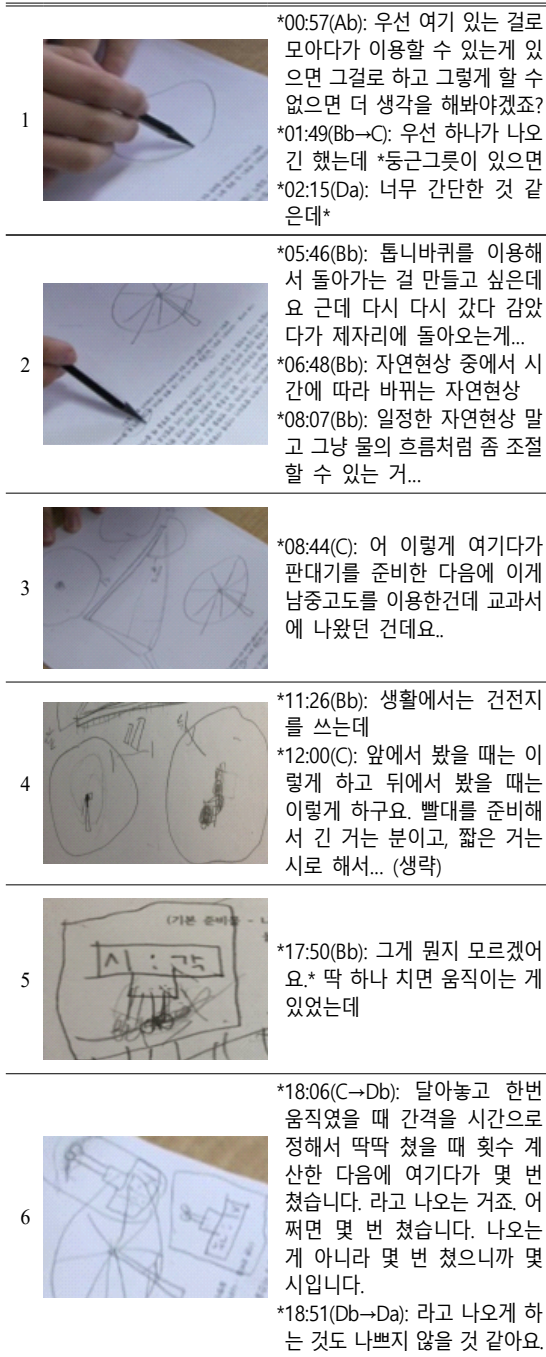 1
*00:57(Ab): 우선 여기 있는 걸로
모아다가 이용할 수 있는게 있
으면 그걸로 하고 그렇게 할 수
없으면 더 생각을 해봐야겠죠?
*01:49(Bb→C): 우선 하나가 나오
긴 했는데 *둥근그릇이 있으면
*02:15(Da): 너무 간단한 것 같
은데*
2
*05:46(Bb): 톱니바퀴를 이용해
서 돌아가는 걸 만들고 싶은데
요 근데 다시 다시 갔다 감았
다가 제자리에 돌아오는게...
*06:48(Bb): 자연현상 중에서 시
간에 따라 바뀌는 자연현상
*08:07(Bb): 일정한 자연현상 말
고 그냥 물의 흐름처럼 좀 조절
할 수 있는 거...
3
*08:44(C): 어 이렇게 여기다가
판대기를 준비한 다음에 이게
남중고도를 이용한건데 교과서
에 나왔던 건데요..
4
*11:26(Bb): 생활에서는 건전지
를 쓰는데
*12:00(C): 앞에서 봤을 때는 이
렇게 하고 뒤에서 봤을 때는
이렇게 하구요. 빨대를 준비해
서 긴 거는 분이고, 짧은 거는
시로 해서... (생략)
5
(기본 준비물 - 나
시 : 각
*17:50(Bb): 그게 뭔지 모르겠어
요.* 딱 하나 치면 움직이는 게
있었는데
6
*18:06(C→Db): 달아놓고 한번
움직였을 때 간격을 시간으로
정해서 딱딱 쳤을 때 횟수 계
산한 다음에 여기다가 몇 번
쳤습니다. 라고 나오는 거죠. 어
쩌면 몇 번 쳤습니다. 나오는
게 아니라 몇 번 쳤으니까 몇
시입니다.
*18:51(Db→Da): 라고 나오게 하
는 것도 나쁘지 않을 것 같아요.